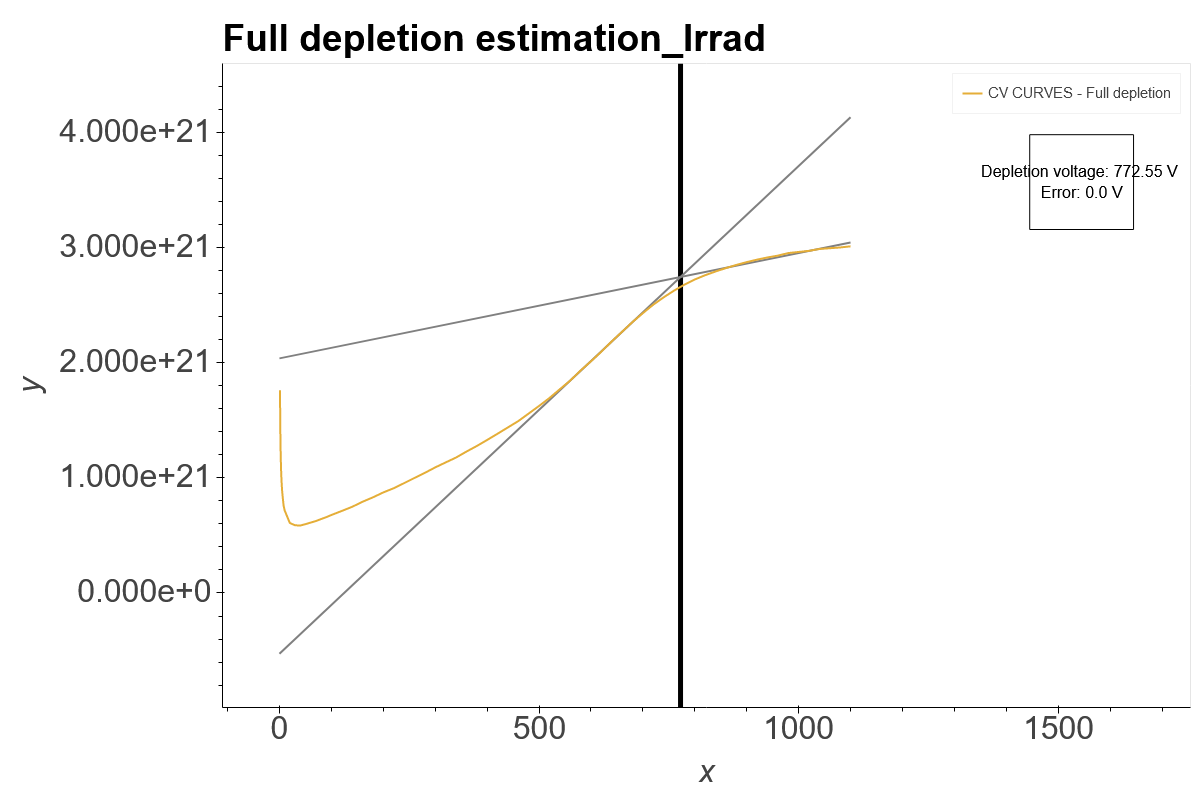 Full depletion estimation_Irrad
CV CURVES - Full depletion
Depletion voltage: 772.55 V
Error: 0.0 V
4.000e+21
3.000e+21
2.000e+21
1.000e+21
0.000e+0
y
0
500
1000
1500
x